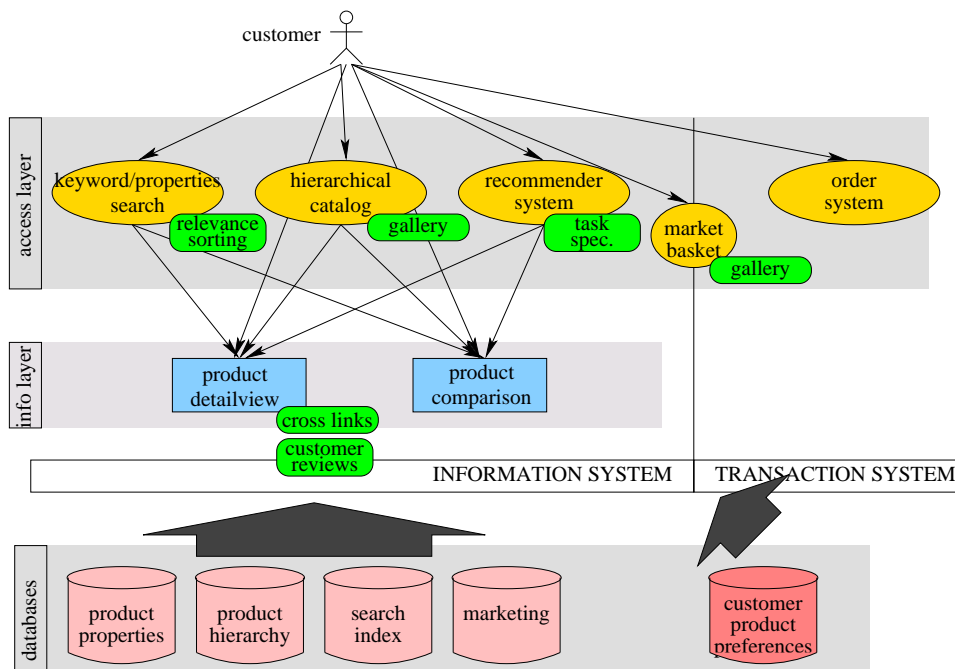 customer
access layer
keyword/properties
search
relevance
sorting
hierarchical
catalog
gallery
recommender
system
task
spec.
market
basket
gallery
order
system
info layer
product
detailview
cross links
customer
reviews
product
comparison
INFORMATION SYSTEM
TRANSACTION SYSTEM
databases
product
properties
product
hierarchy
search
index
marketing
customer
product
preferences